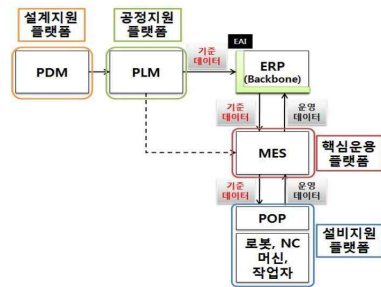 설계지원
플랫폼
공정지원
플랫폼
PDM
PLM
기준
데이터
EAI
ERP
(Backbone)
기준
데이터
운영
데이터
MES
핵심운용
플랫폼
기준
데이터
운영
데이터
POP
로봇, NC
머신,
작업자
설비지원
플랫폼